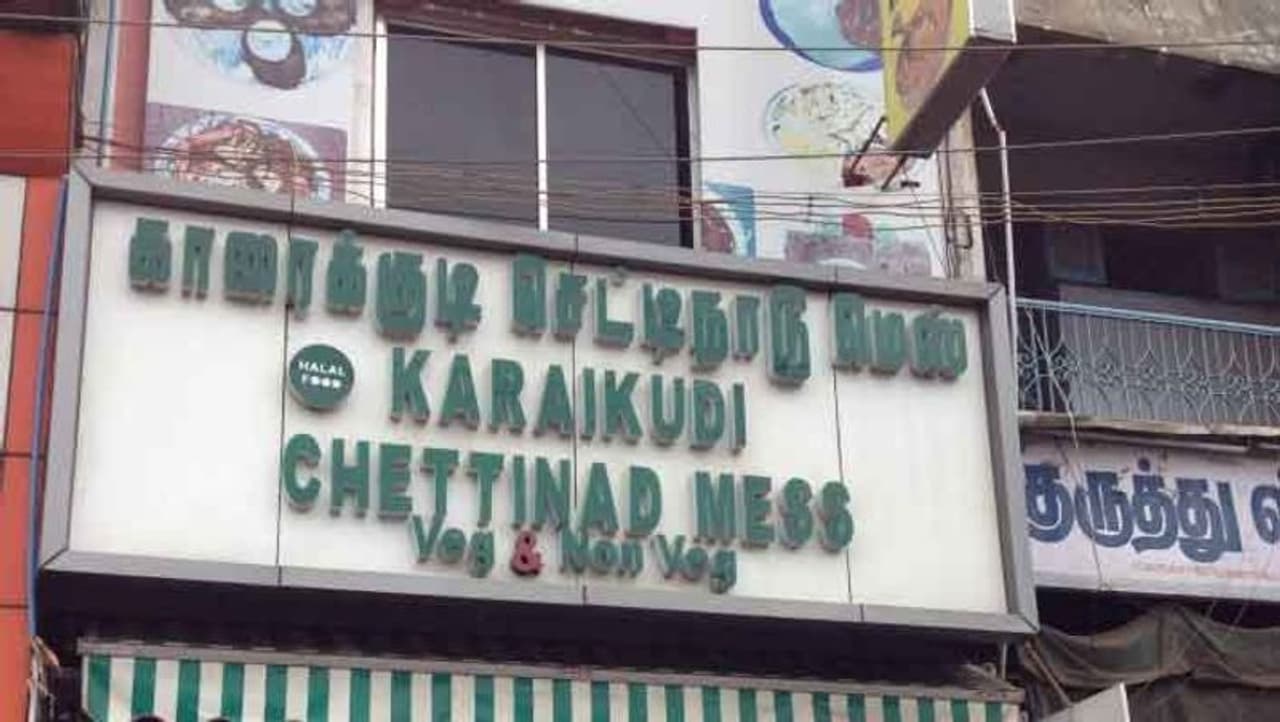 காரைக்குடி செட்டிநாடு மெஸ்
HALAL
FOOD
KARAIKUDI
CHETTINAD MESS
Veg & Non Veg